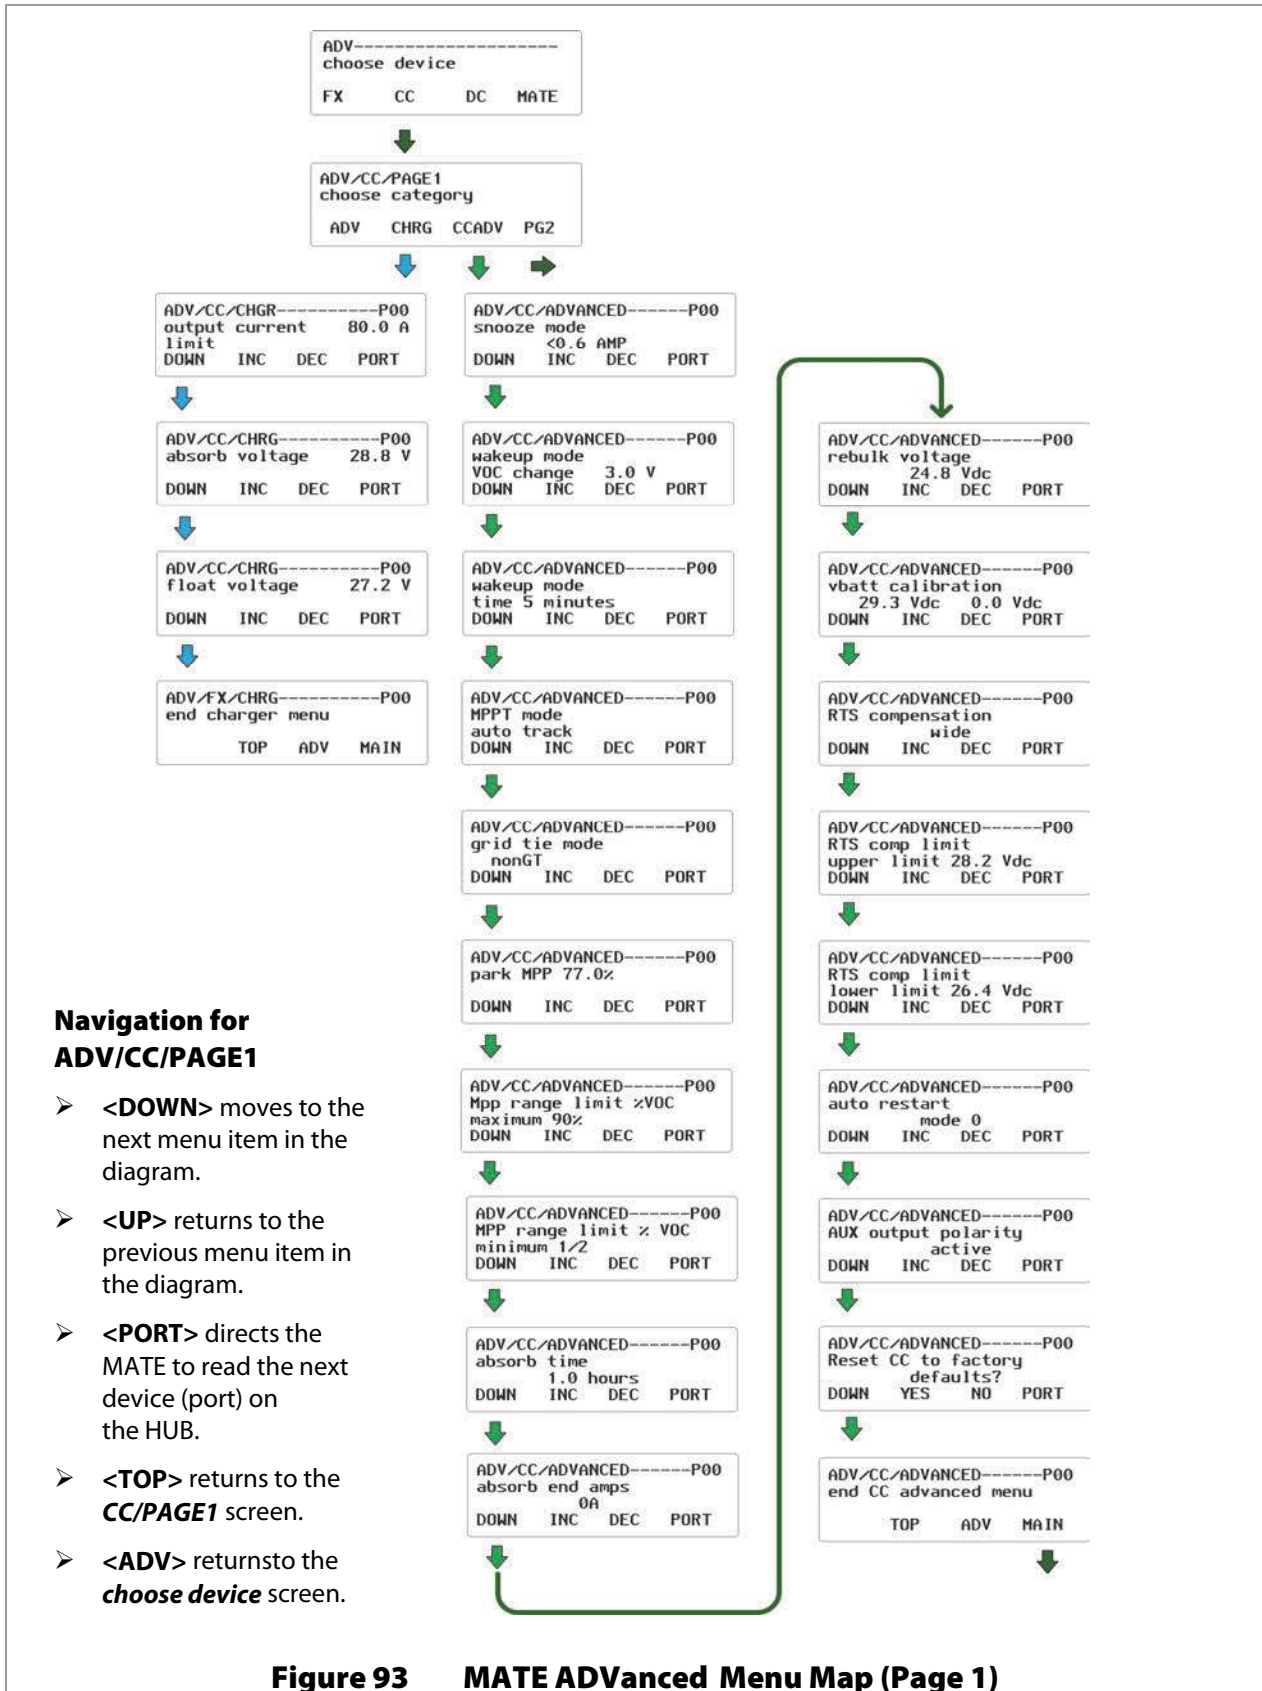 ADV---------------------
choose device
FX CC DC MATE
ADV/CC/PAGE1
choose category
ADV CHRG CCADV PG2
ADV/CC/CHGR----------P00
output current 80.0 A
limit
DOWN INC DEC PORT
ADV/CC/CHRG----------P00
absorb voltage 28.8 V
DOWN INC DEC PORT
ADV/CC/CHRG----------P00
float voltage 27.2 V
DOWN INC DEC PORT
ADV/FX/CHRG----------P00
end charger menu
TOP ADV MAIN
ADV/CC/ADVANCED------P00
snooze mode
<0.6 AMP
DOWN INC DEC PORT
ADV/CC/ADVANCED------P00
wakeup mode
VOC change 3.0 V
DOWN INC DEC PORT
ADV/CC/ADVANCED------P00
wakeup mode
time 5 minutes
DOWN INC DEC PORT
ADV/CC/ADVANCED------P00
MPPT mode
auto track
DOWN INC DEC PORT
ADV/CC/ADVANCED------P00
grid tie mode
nonGT
DOWN INC DEC PORT
ADV/CC/ADVANCED------P00
park MPP 77.0%
DOWN INC DEC PORT
ADV/CC/ADVANCED------P00
Mpp range limit %VOC
maximum 90%
DOWN INC DEC PORT
ADV/CC/ADVANCED------P00
MPP range limit % VOC
minimum 1/2
DOWN INC DEC PORT
ADV/CC/ADVANCED------P00
absorb time
1.0 hours
DOWN INC DEC PORT
ADV/CC/ADVANCED------P00
absorb end amps
0A
DOWN INC DEC PORT
ADV/CC/ADVANCED------P00
rebulk voltage
24.8 Vdc
DOWN INC DEC PORT
ADV/CC/ADVANCED------P00
vbatt calibration
29.3 Vdc 0.0 Vdc
DOWN INC DEC PORT
ADV/CC/ADVANCED------P00
RTS compensation
wide
DOWN INC DEC PORT
ADV/CC/ADVANCED------P00
RTS comp limit
upper limit 28.2 Vdc
DOWN INC DEC PORT
ADV/CC/ADVANCED------P00
RTS comp limit
lower limit 26.4 Vdc
DOWN INC DEC PORT
ADV/CC/ADVANCED------P00
auto restart
mode 0
DOWN INC DEC PORT
ADV/CC/ADVANCED------P00
AUX output polarity
active
DOWN INC DEC PORT
ADV/CC/ADVANCED------P00
Reset CC to factory
defaults?
DOWN YES NO PORT
ADV/CC/ADVANCED------P00
end CC advanced menu
TOP ADV MAIN
Navigation for
ADV/CC/PAGE1
➢ <DOWN> moves to the
next menu item in the
diagram.
➢ <UP> returns to the
previous menu item in
the diagram.
➢ <PORT> directs the
MATE to read the next
device (port) on
the HUB.
➢ <TOP> returns to the
CC/PAGE1 screen.
➢ <ADV> returnsto the
choose device screen.
Figure 93 MATE ADVanced Menu Map (Page 1)